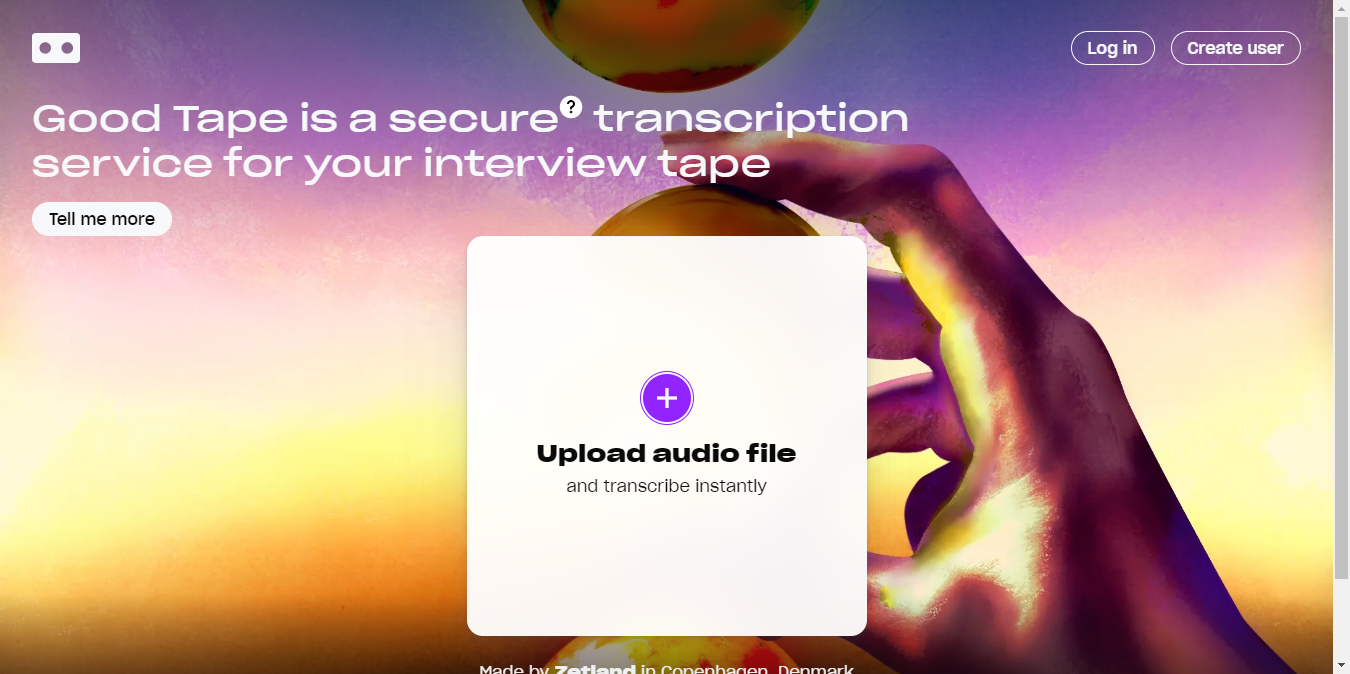 Log in
Create user
Good Tape is a secure? transcription
service for your interview tape
Tell me more
Upload audio file
and transcribe instantly
Made by Zetland in Copenhagen, Denmark